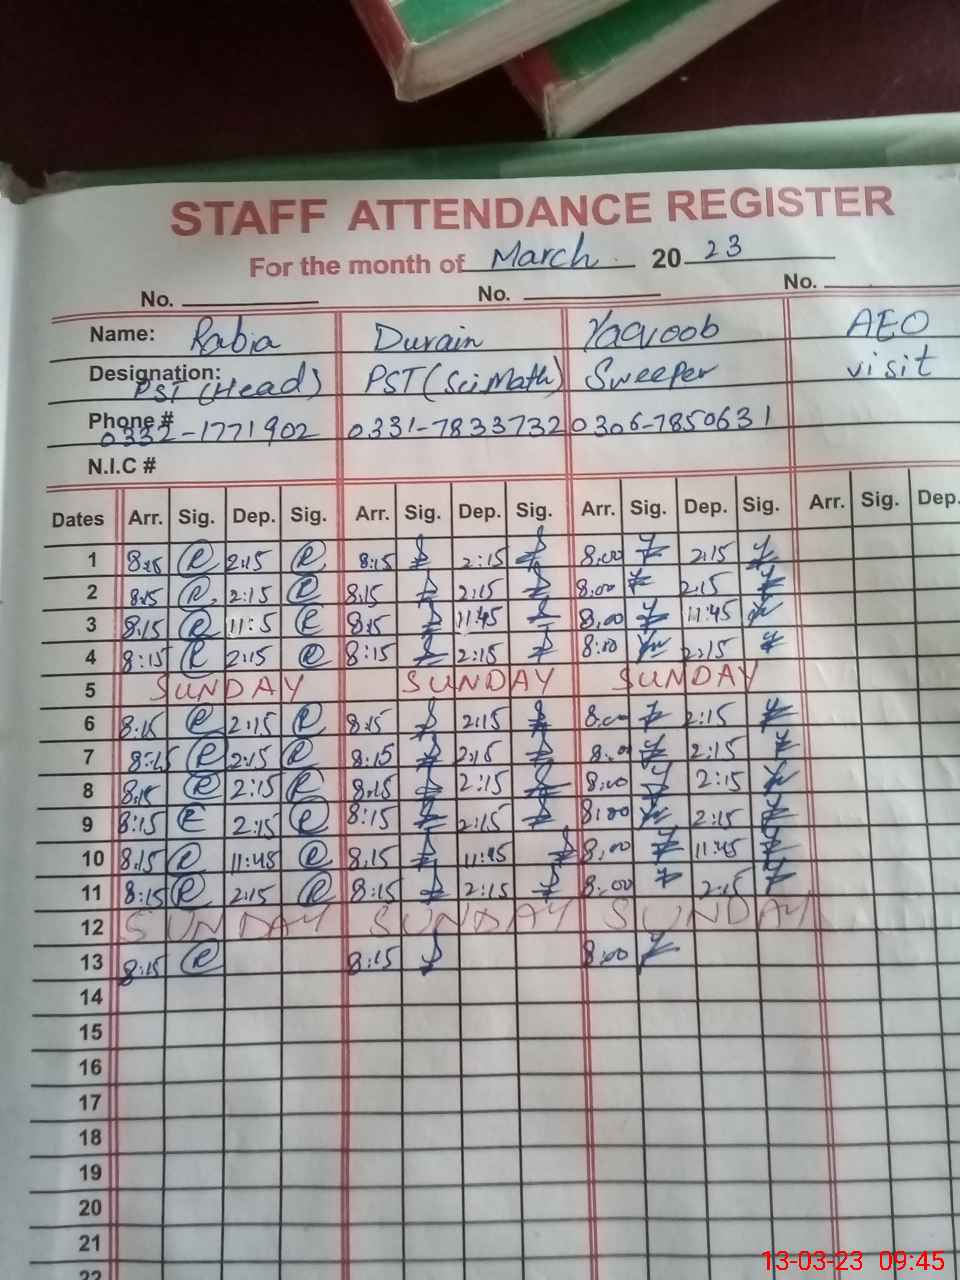 STAFF ATTENDANCE REGISTER
For the month of March 20 23
No. No. No.
Name: Rabia Durain Yaqoob AEO
Designation: PST (Head) PST (Sci Math) Sweeper visit
Phone # 0332-1771902 0331-7833732 0306-7850631
N.I.C #
Dates Arr. Sig. Dep. Sig. Arr. Sig. Dep. Sig. Arr. Sig. Dep. Sig. Arr. Sig. Dep.
1 8:15 R 2:15 R 8:15 2:15 8:00 2:15
2 8:15 R 2:15 R 8:15 2:15 8:00 2:15
3 8:15 R 11:5 R 8:15 11:45 8:00 11:45
4 8:15 R 2:15 R 8:15 2:15 8:00 2:15
5 SUNDAY SUNDAY SUNDAY
6 8:15 R 2:15 R 8:15 2:15 8:00 2:15
7 8:15 R 2:15 R 8:15 2:15 8:00 2:15
8 8:15 R 2:15 R 8:15 2:15 8:00 2:15
9 8:15 R 2:15 R 8:15 2:15 8:00 2:15
10 8:15 R 11:45 R 8:15 11:45 8:00 11:45
11 8:15 R 2:15 R 8:15 2:15 8:00 2:15
12 SUNDAY SUNDAY SUNDAY
13 8:15 R 8:15 8:00
14
15
16
17
18
19
20
21
22
13-03-23 09:45